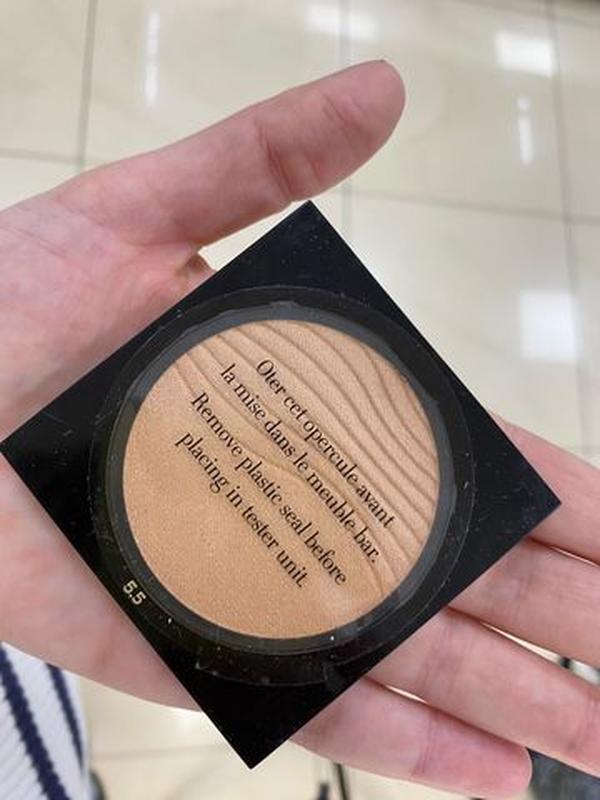 Oter cet opercule avant
la mise dans le meuble bar.
Remove plastic seal before
placing in tester unit.
5.5